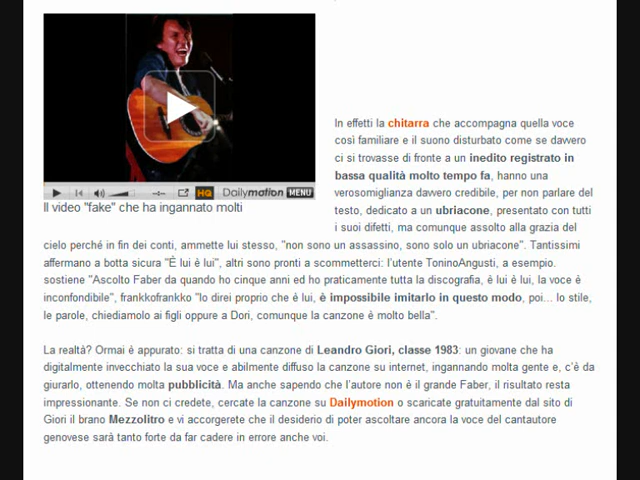 HQ Dailymotion MENU
Il video "fake" che ha ingannato molti
In effetti la chitarra che accompagna quella voce
così familiare e il suono disturbato come se davvero
ci si trovasse di fronte a un inedito registrato in
bassa qualità molto tempo fa, hanno una
verosomiglianza davvero credibile, per non parlare del
testo, dedicato a un ubriacone, presentato con tutti
i suoi difetti, ma comunque assolto alla grazia del
cielo perché in fin dei conti, ammette lui stesso, "non sono un assassino, sono solo un ubriacone". Tantissimi
affermano a botta sicura "È lui è lui", altri sono pronti a scommetterci: l'utente ToninoAngusti, a esempio.
sostiene "Ascolto Faber da quando ho cinque anni ed ho praticamente tutta la discografia, è lui è lui, la voce è
inconfondibile", frankkofrankko "Io direi proprio che è lui, è impossibile imitarlo in questo modo, poi... lo stile,
le parole, chiediamolo ai figli oppure a Dori, comunque la canzone è molto bella".
La realtà? Ormai è appurato: si tratta di una canzone di Leandro Giori, classe 1983: un giovane che ha
digitalmente invecchiato la sua voce e abilmente diffuso la canzone su internet, ingannando molta gente e, c'è da
giurarlo, ottenendo molta pubblicità. Ma anche sapendo che l'autore non è il grande Faber, il risultato resta
impressionante. Se non ci credete, cercate la canzone su Dailymotion o scaricate gratuitamente dal sito di
Giori il brano Mezzolitro e vi accorgerete che il desiderio di poter ascoltare ancora la voce del cantautore
genovese sarà tanto forte da far cadere in errore anche voi.